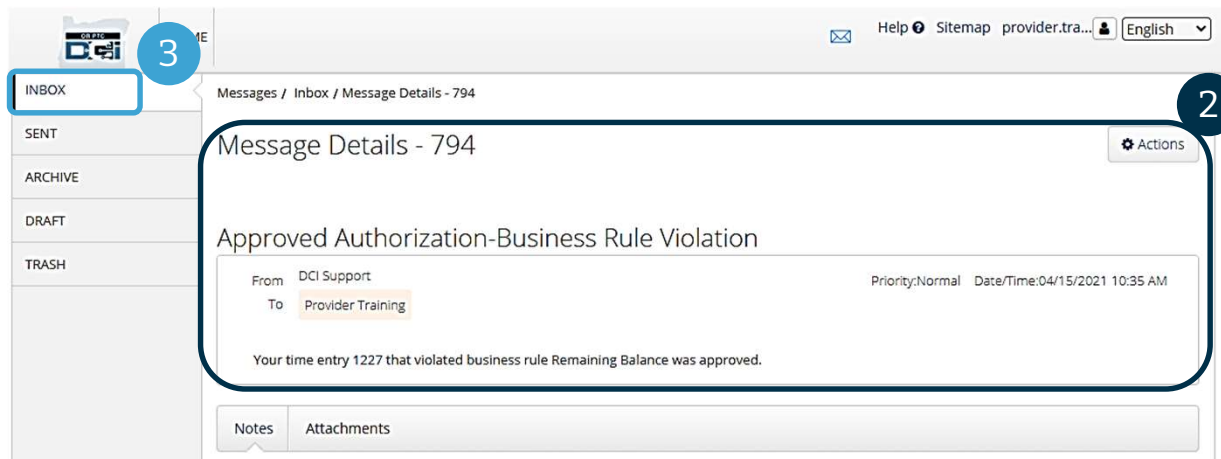 OR PTC
DCi
3
ME
Help Sitemap provider.tra... English
INBOX
Messages / Inbox / Message Details - 794
2
SENT
Message Details - 794
Actions
ARCHIVE
DRAFT
Approved Authorization-Business Rule Violation
TRASH
From DCI Support
Priority:Normal Date/Time:04/15/2021 10:35 AM
To Provider Training
Your time entry 1227 that violated business rule Remaining Balance was approved.
Notes Attachments